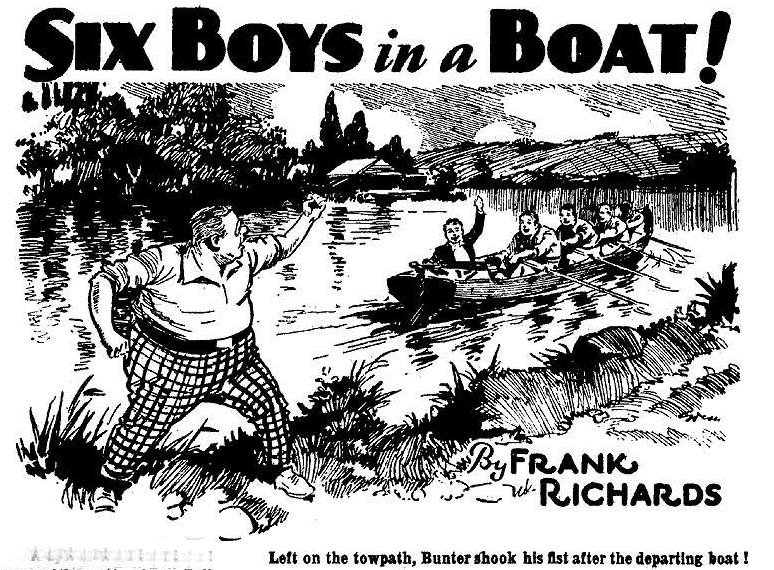 SIX BOYS in a BOAT!
By FRANK
RICHARDS
Left on the towpath, Bunter shook his fist after the departing boat!